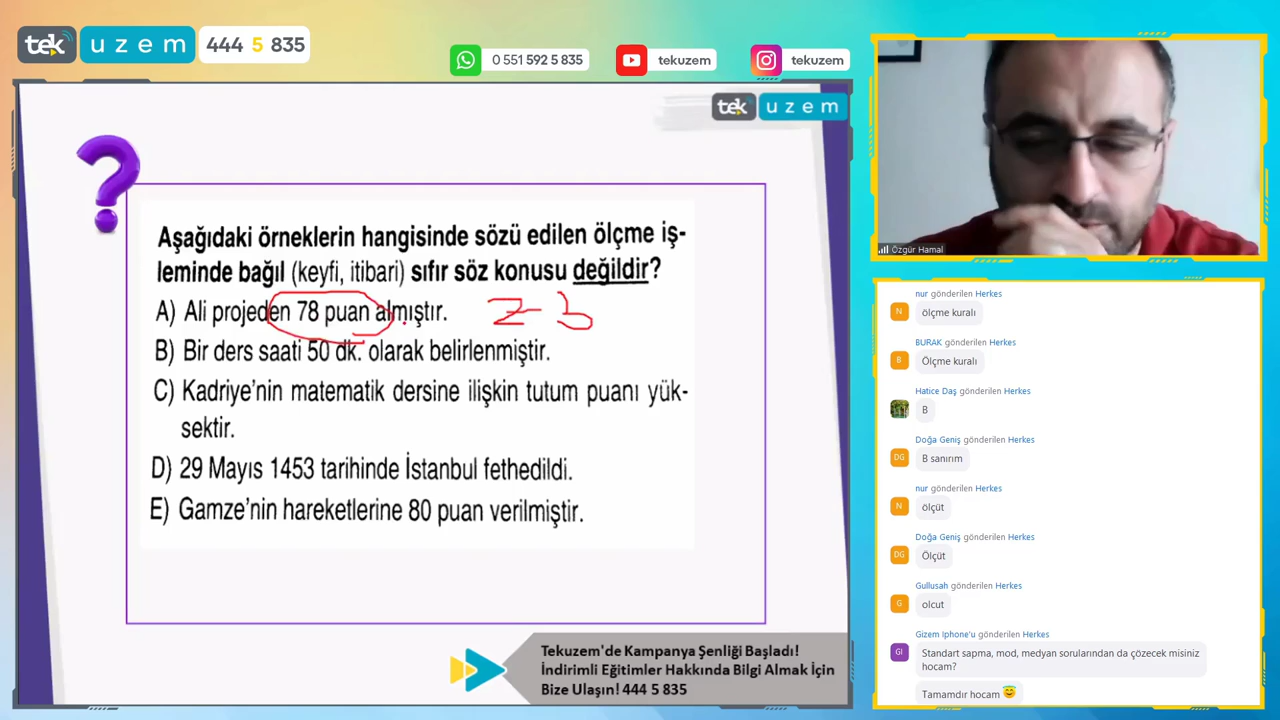 tek uzem 444 5 835
0 551 592 5 835
tekuzem
tekuzem
tek uzem
Aşağıdaki örneklerin hangisinde sözü edilen ölçme iş-
leminde bağıl (keyfi, itibari) sıfır söz konusu değildir?
A) Ali projeden 78 puan almıştır.
B) Bir ders saati 50 dk. olarak belirlenmiştir.
C) Kadriye'nin matematik dersine ilişkin tutum puanı yük-
sektir.
D) 29 Mayıs 1453 tarihinde İstanbul fethedildi.
E) Gamze'nin hareketlerine 80 puan verilmiştir.
Tekuzem'de Kampanya Şenliği Başladı!
İndirimli Eğitimler Hakkında Bilgi Almak İçin
Bize Ulaşın! 444 5 835
Özgür Hamal
nur gönderilen Herkes
N
ölçme kuralı
BURAK gönderilen Herkes
B
Ölçme kuralı
Hatice Daş gönderilen Herkes
B
Doğa Geniş gönderilen Herkes
DG
B sanırım
nur gönderilen Herkes
N
ölçüt
Doğa Geniş gönderilen Herkes
DG
Ölçüt
Gullusah gönderilen Herkes
G
olcut
Gizem Iphone'u gönderilen Herkes
GI
Standart sapma, mod, medyan sorularından da çözecek misiniz
hocam?
Tamamdır hocam 😇